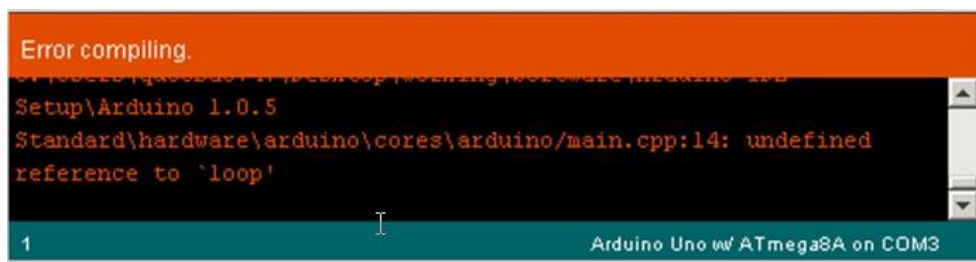 Error compiling.
Setup\Arduino 1.0.5
Standard\hardware\arduino\cores\arduino/main.cpp:14: undefined
reference to `loop'
1
Arduino Uno w/ ATmega8A on COM3